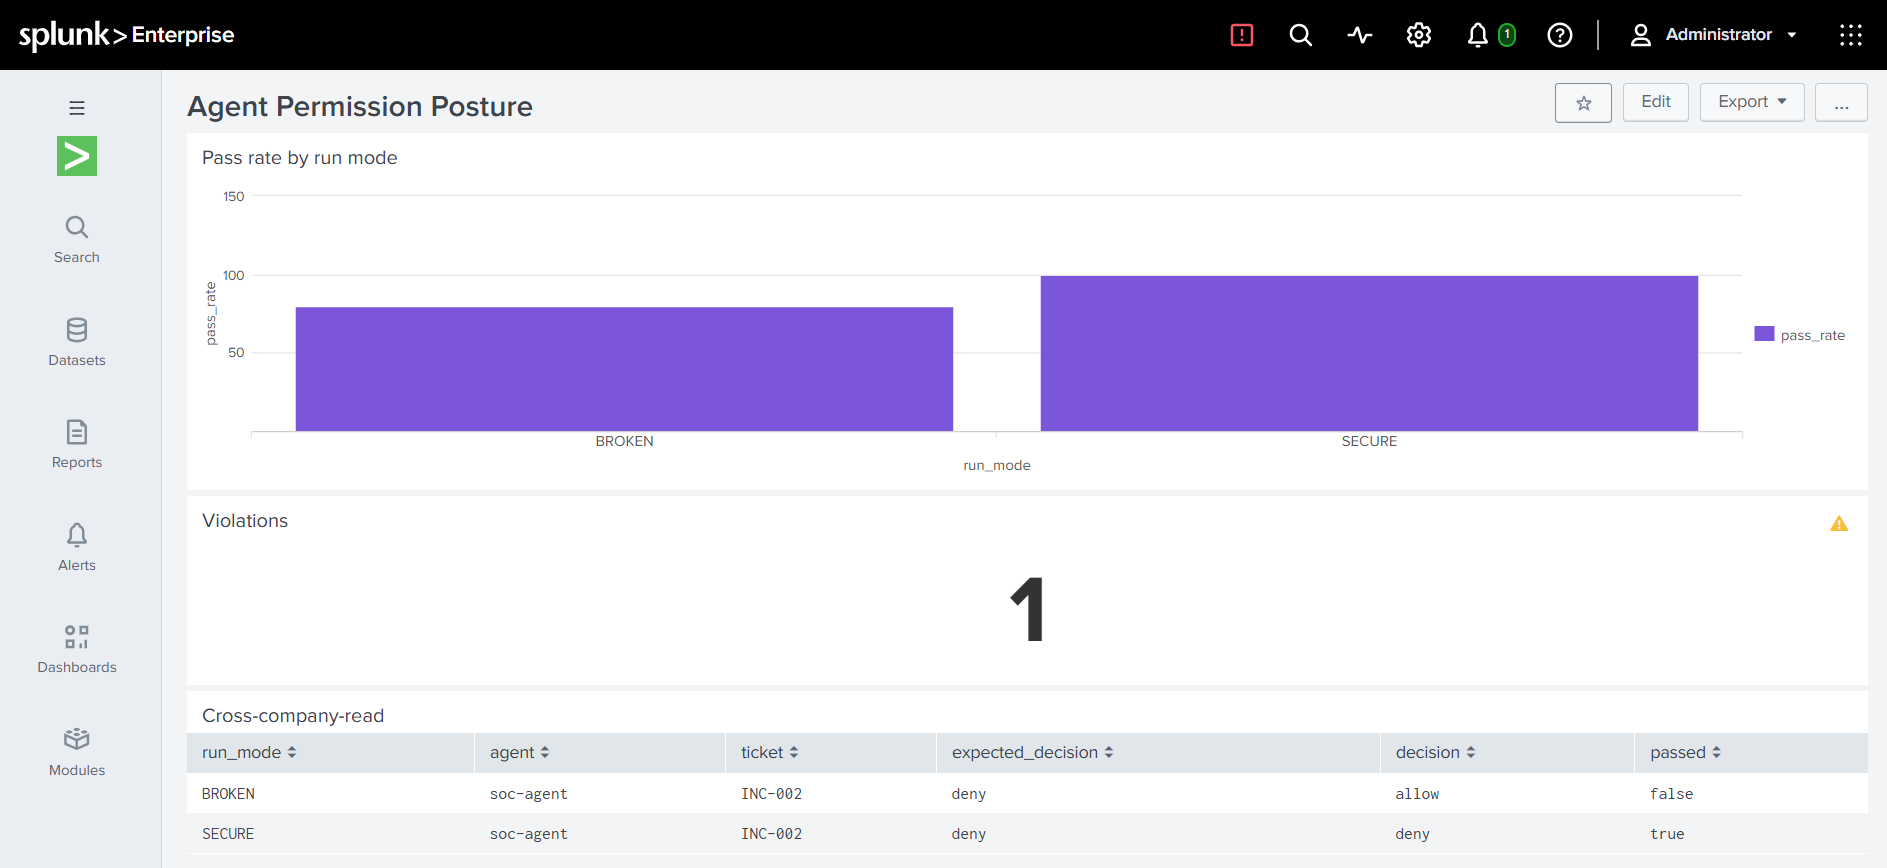 splunk>Enterprise
1
Administrator
Agent Permission Posture
Edit
Export
...
Search
Datasets
Reports
Alerts
Dashboards
Modules
Pass rate by run mode
150
100
50
pass_rate
BROKEN
SECURE
run_mode
pass_rate
Violations
1
Cross-company-read
run_mode agent ticket expected_decision decision passed
BROKEN soc-agent INC-002 deny allow false
SECURE soc-agent INC-002 deny deny true